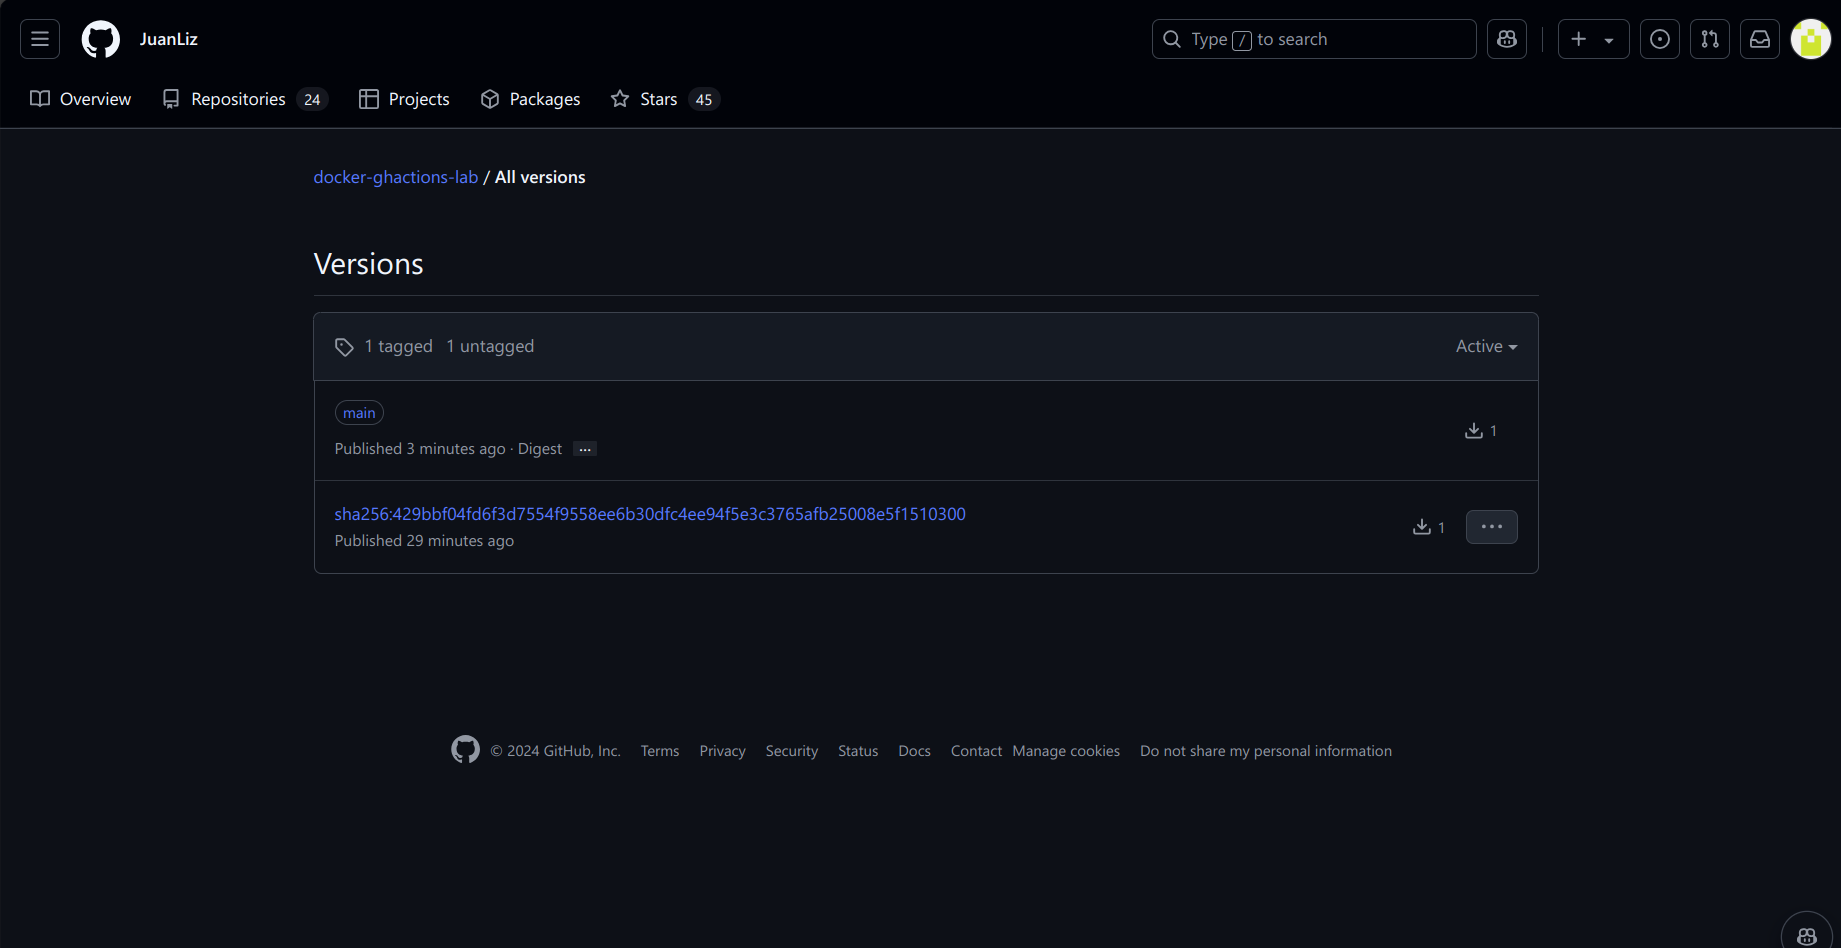 JuanLiz
Type / to search
Overview
Repositories 24
Projects
Packages
Stars 45
docker-ghactions-lab / All versions
Versions
1 tagged 1 untagged
Active
main
Published 3 minutes ago · Digest ...
1
sha256:429bbf04fd6f3d7554f9558ee6b30dfc4ee94f5e3c3765afb25008e5f1510300
Published 29 minutes ago
1
© 2024 GitHub, Inc. Terms Privacy Security Status Docs Contact Manage cookies Do not share my personal information